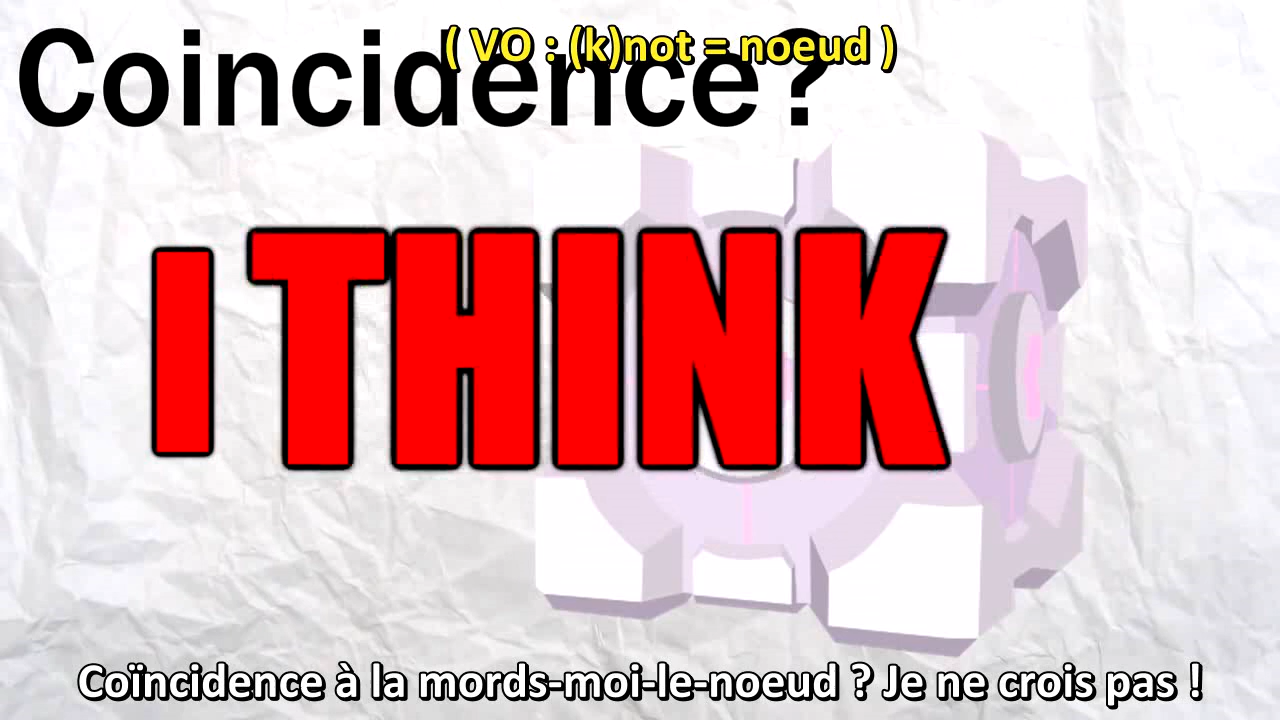 ( VO : (k)not = noeud )
Coincidence?
I THINK
Coïncidence à la mords-moi-le-noeud ? Je ne crois pas !